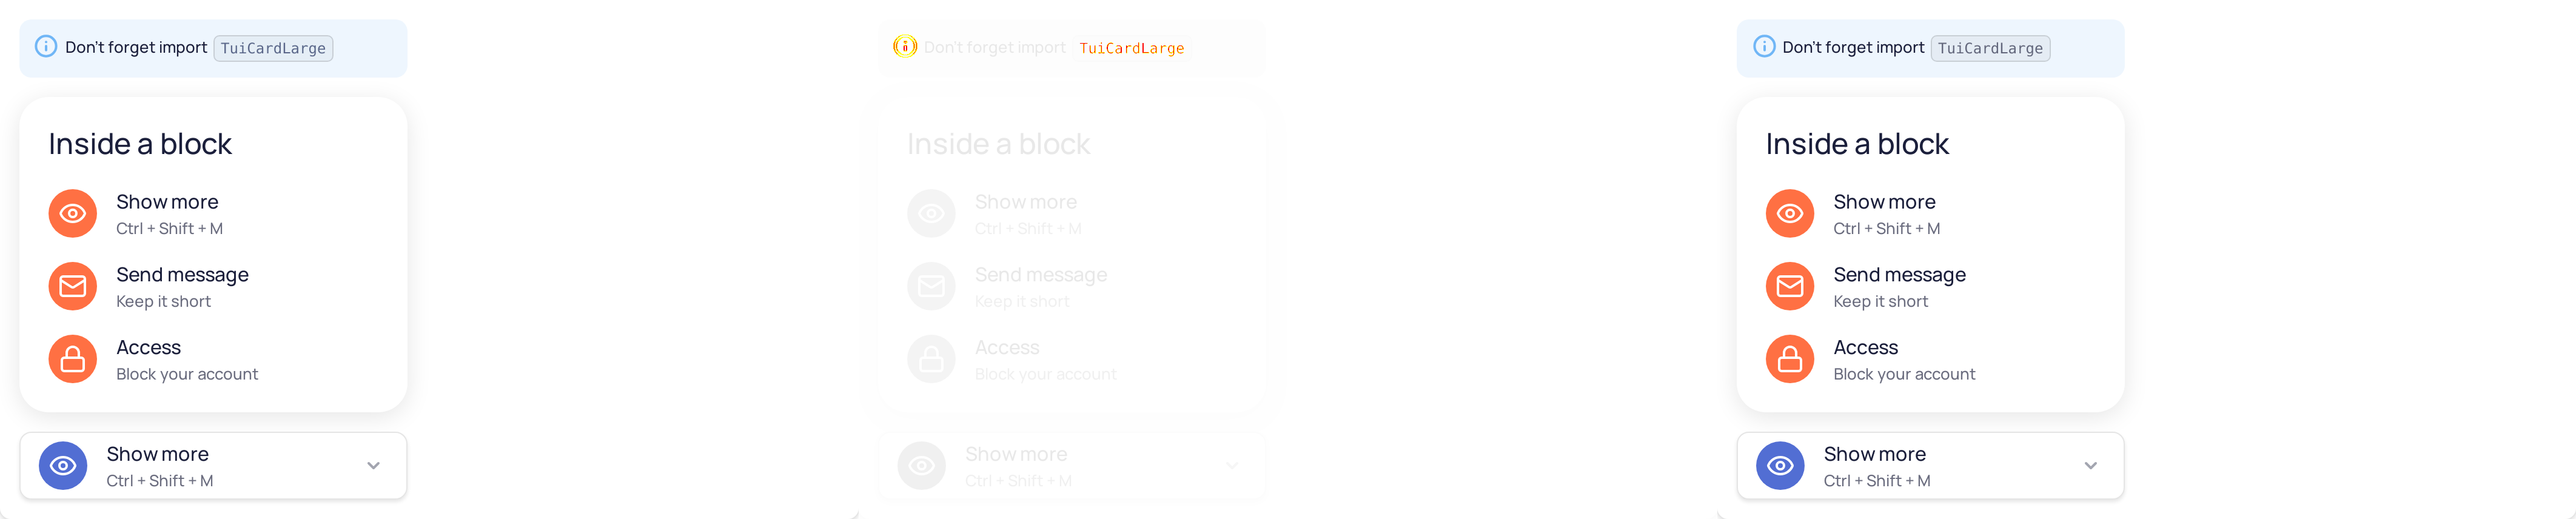 Don't forget import TuiCardLarge
Inside a block
Show more
Ctrl + Shift + M
Send message
Keep it short
Access
Block your account
Show more
Ctrl + Shift + M
Don't forget import TuiCardLarge
Inside a block
Show more
Ctrl + Shift + M
Send message
Keep it short
Access
Block your account
Show more
Ctrl + Shift + M
Don't forget import TuiCardLarge
Inside a block
Show more
Ctrl + Shift + M
Send message
Keep it short
Access
Block your account
Show more
Ctrl + Shift + M